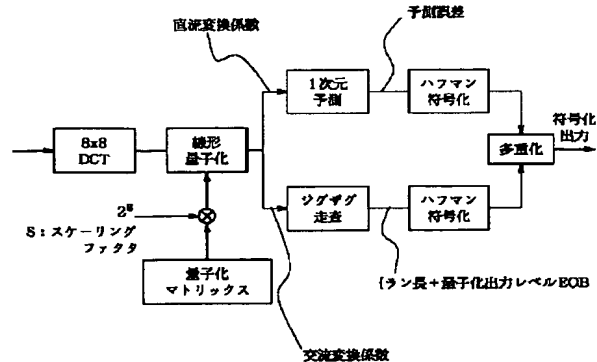 直流変換係数
予測誤差
1次元
予測
ハフマン
符号化
符号化
出力
8x8
DCT
線形
量子化
多重化
2^S
S:スケーリング
ファクタ
ジグザグ
走査
ハフマン
符号化
量子化
マトリックス
{ラン長+量子化出力レベルEOB
交流変換係数